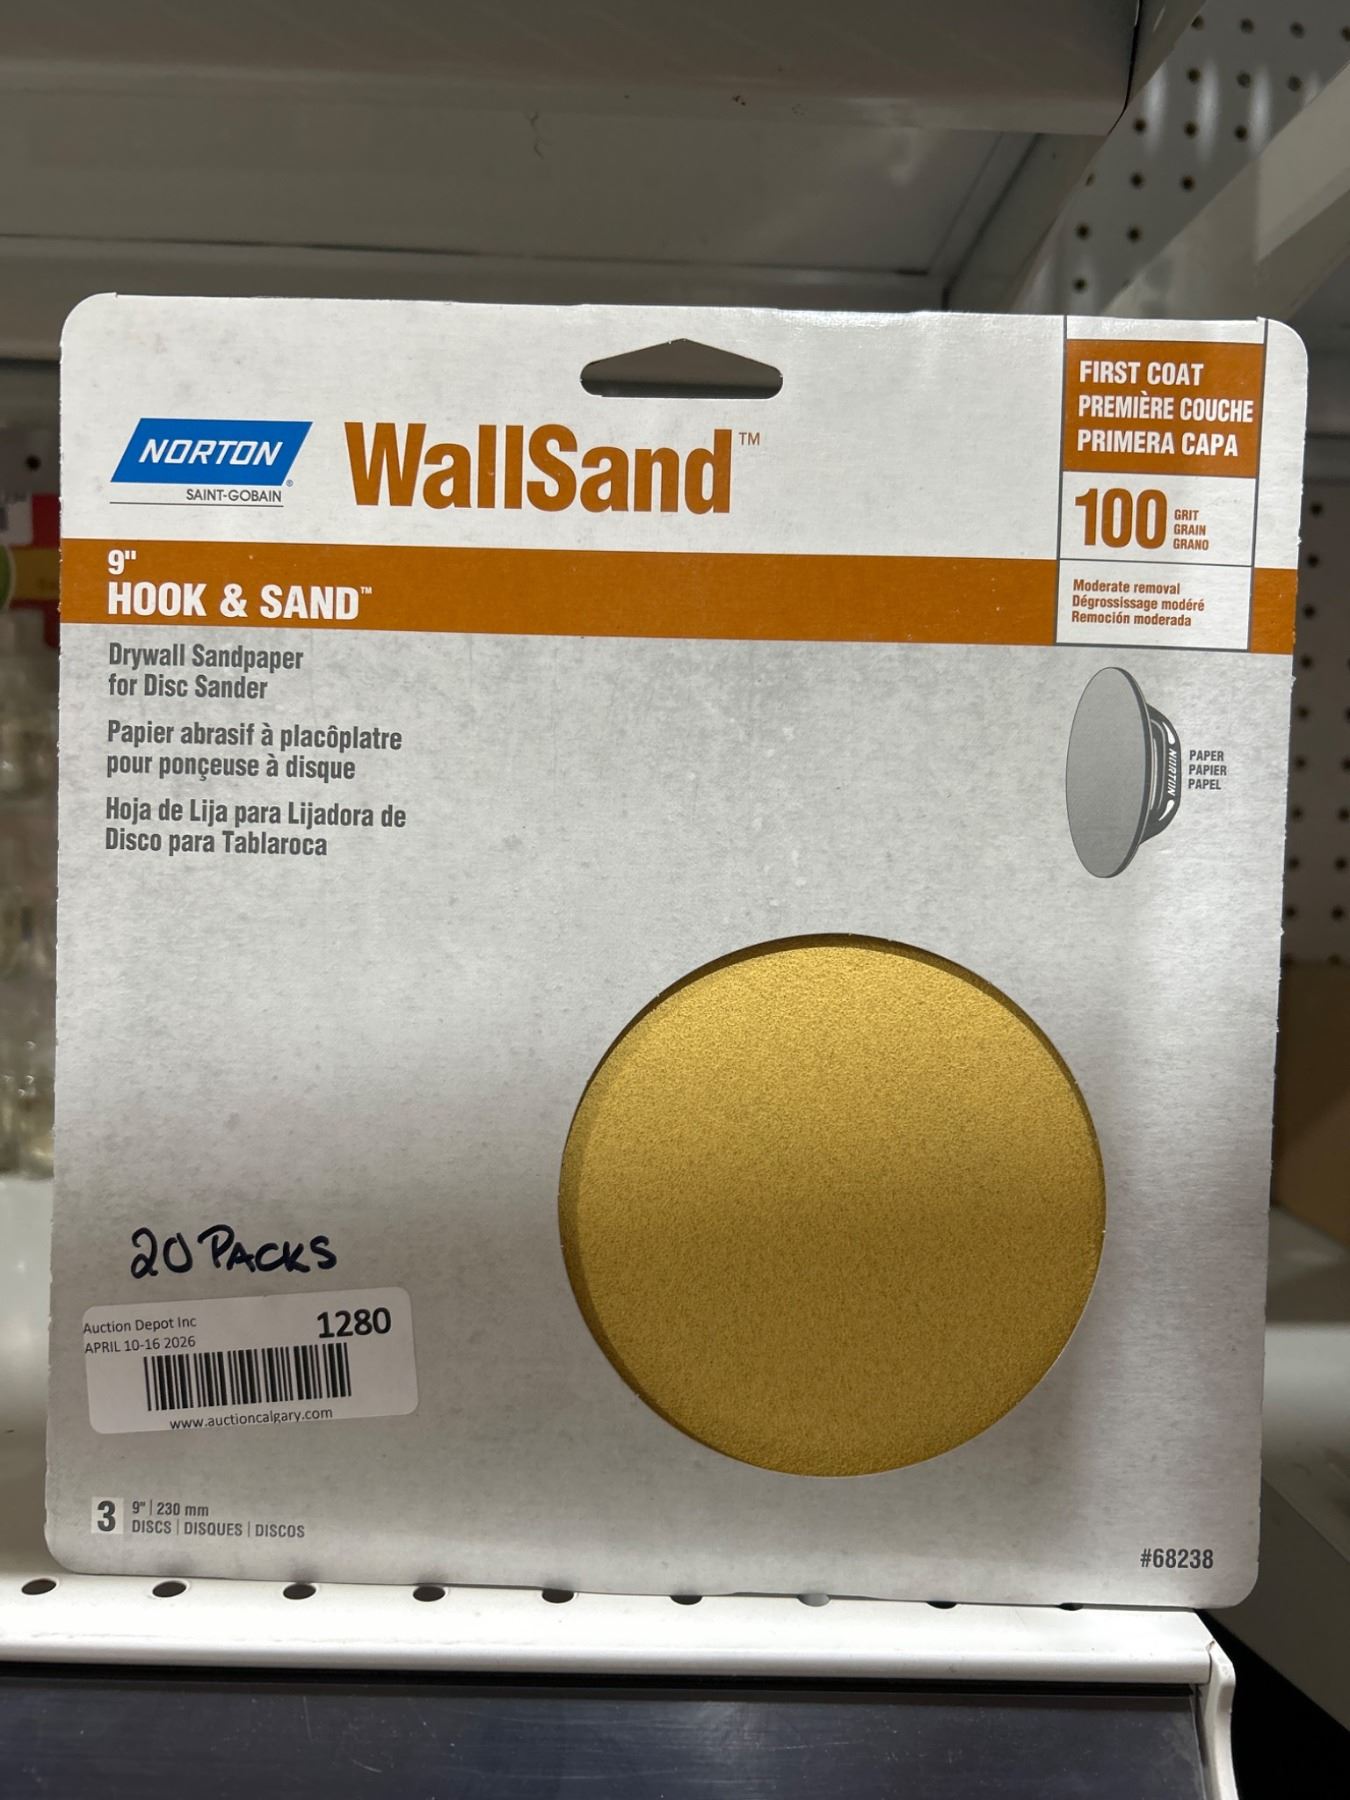 NORTON
SAINT-GOBAIN®
WallSand™
FIRST COAT
PREMIÈRE COUCHE
PRIMERA CAPA
100
GRIT
GRAIN
GRANO
Moderate removal
Dégrossissage modéré
Remoción moderada
9"
HOOK & SAND™
Drywall Sandpaper
for Disc Sander
Papier abrasif à placôplatre
pour ponçeuse à disque
Hoja de Lija para Lijadora de
Disco para Tablaroca
NORTON
PAPER
PAPIER
PAPEL
20 PACKS
Auction Depot Inc
APRIL 10-16 2026
1280
www.auctioncalgary.com
3
9" | 230 mm
DISCS | DISQUES | DISCOS
#68238